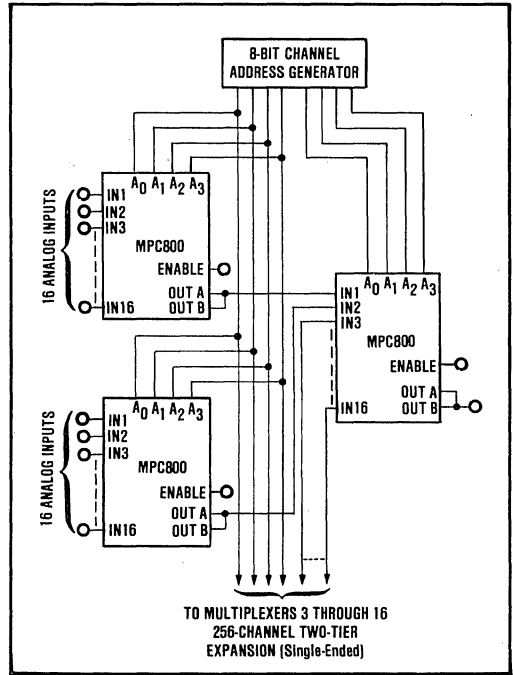 8-BIT CHANNEL
ADDRESS GENERATOR
A0 A1 A2 A3
IN1
IN2
IN3
MPC800
ENABLE
OUT A
OUT B
IN16
16 ANALOG INPUTS
A0 A1 A2 A3
IN1
IN2
IN3
MPC800
ENABLE
OUT A
OUT B
IN16
A0 A1 A2 A3
IN1
IN2
IN3
MPC800
ENABLE
OUT A
OUT B
IN16
16 ANALOG INPUTS
TO MULTIPLEXERS 3 THROUGH 16
256-CHANNEL TWO-TIER
EXPANSION (Single-Ended)